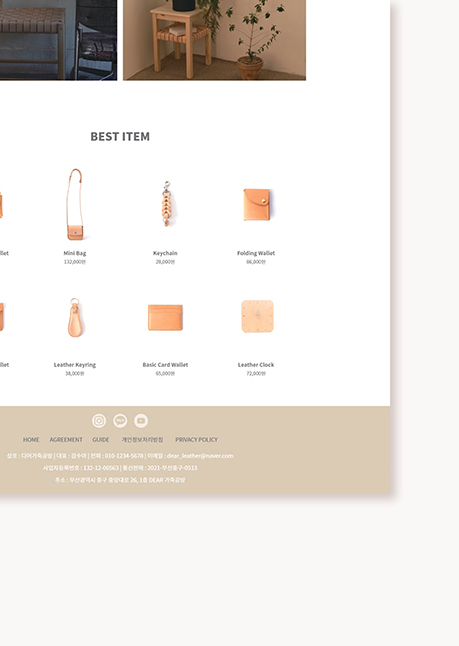 BEST ITEM
llet Mini Bag Keychain Folding Wallet
132,000원 28,000원 86,000원
llet Leather Keyring Basic Card Wallet Leather Clock
38,000원 65,000원 72,000원
HOME AGREEMENT GUIDE 개인정보처리방침 PRIVACY POLICY
상호 : 디어가죽공방 | 대표 : 김수아 | 전화 : 010-1234-5678 | 이메일 : dear_leather@naver.com
사업자등록번호 : 132-12-00563 | 통신판매 : 2021-부산중구-0313
주소 : 부산광역시 중구 중앙대로 26, 1층 DEAR 가죽공방